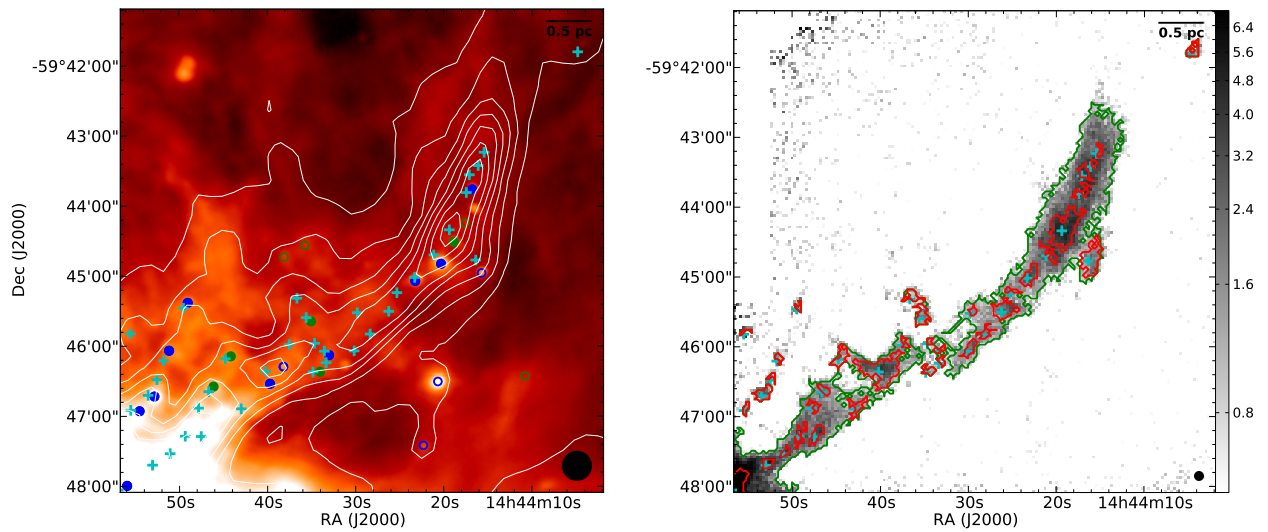 0.5 pc
-59°42'00"
43'00"
44'00"
45'00"
46'00"
47'00"
48'00"
Dec (J2000)
50s
40s
30s
20s
14h44m10s
RA (J2000)
0.5 pc
-59°42'00"
43'00"
44'00"
45'00"
46'00"
47'00"
48'00"
50s
40s
30s
20s
14h44m10s
RA (J2000)
6.4
5.6
4.8
4.0
3.2
2.4
1.6
0.8